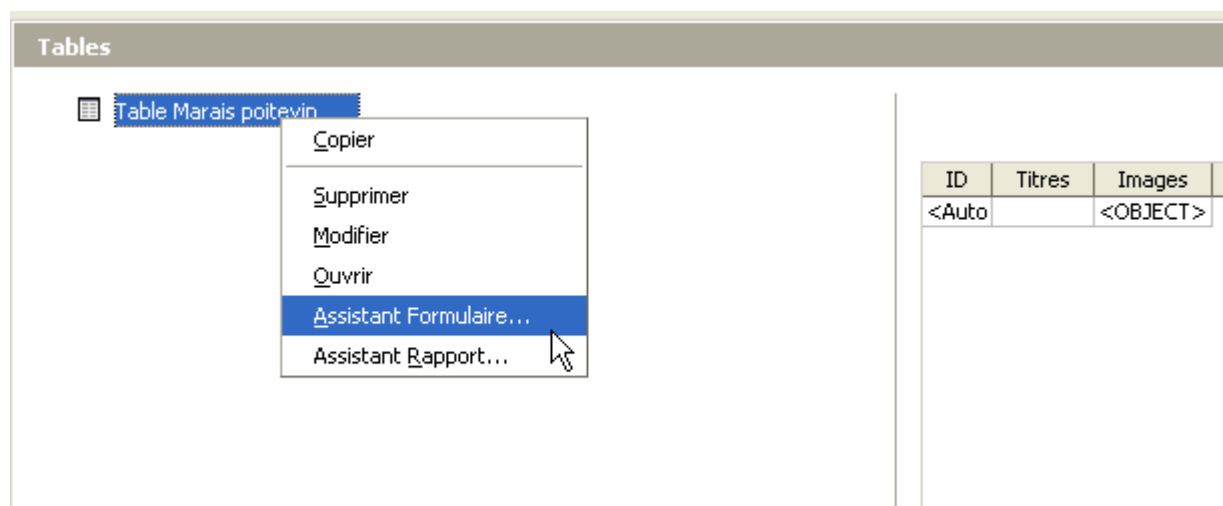 Tables
Table Marais poitevin
Copier
Supprimer
Modifier
Ouvrir
Assistant Formulaire...
Assistant Rapport...
ID Titres Images
<Auto <OBJECT>